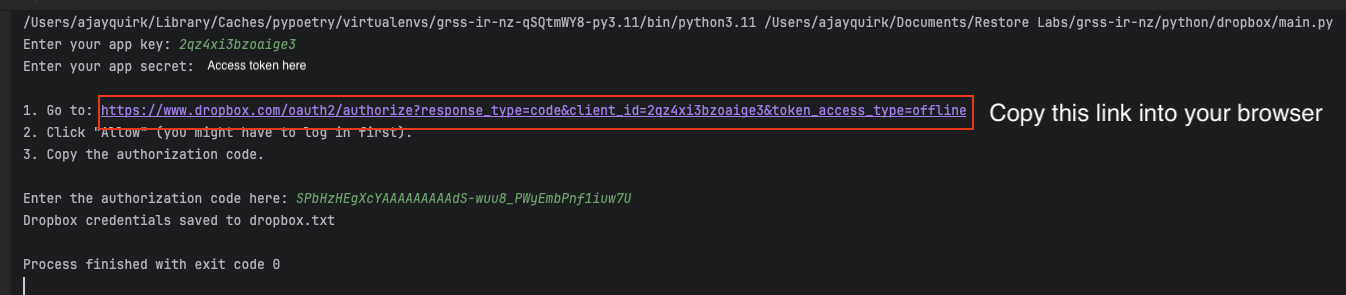 /Users/ajayquirk/Library/Caches/pypoetry/virtualenvs/grss-ir-nz-qSQtmWY8-py3.11/bin/python3.11 /Users/ajayquirk/Documents/Restore Labs/grss-ir-nz/python/dropbox/main.py
Enter your app key: 2qz4xi3bzoaige3
Enter your app secret: Access token here
1. Go to: https://www.dropbox.com/oauth2/authorize?response_type=code&client_id=2qz4xi3bzoaige3&token_access_type=offline Copy this link into your browser
2. Click "Allow" (you might have to log in first).
3. Copy the authorization code.
Enter the authorization code here: SPbHzHEgXcYAAAAAAAAAdS-wuu8_PWyEmbPnf1iuw7U
Dropbox credentials saved to dropbox.txt
Process finished with exit code 0